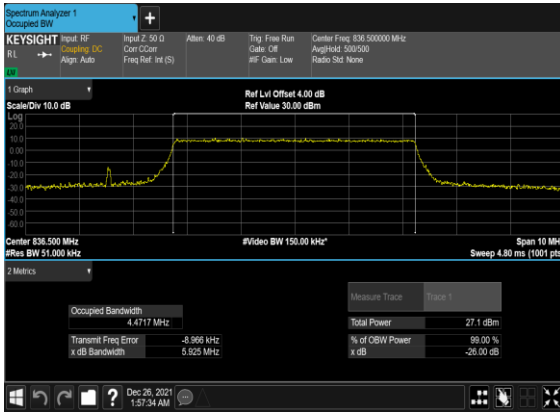 Spectrum Analyzer 1
Occupied BW
KEYSIGHT Input: RF Input Z: 50 Ω Atten: 40 dB Trig: Free Run Center Freq: 836.500000 MHz
RL Coupling: DC Corr CCorr Gate: Off Avg|Hold: 500/500
Align: Auto Freq Ref: Int (S) #IF Gain: Low Radio Std: None
LW
1 Graph
Ref Lvl Offset 4.00 dB
Scale/Div 10.0 dB Ref Value 30.00 dBm
Log
20.0
10.0
0.00
-10.0
-20.0
-30.0
-40.0
-50.0
-60.0
Center 836.500 MHz #Video BW 150.00 kHz* Span 10 MH
#Res BW 51.000 kHz Sweep 4.80 ms (1001 pts
2 Metrics
Measure Trace Trace 1
Occupied Bandwidth
4.4717 MHz Total Power 27.1 dBm
Transmit Freq Error -8.966 kHz % of OBW Power 99.00 %
x dB Bandwidth 5.925 MHz x dB -26.00 dB
? Dec 26, 2021
1:57:34 AM